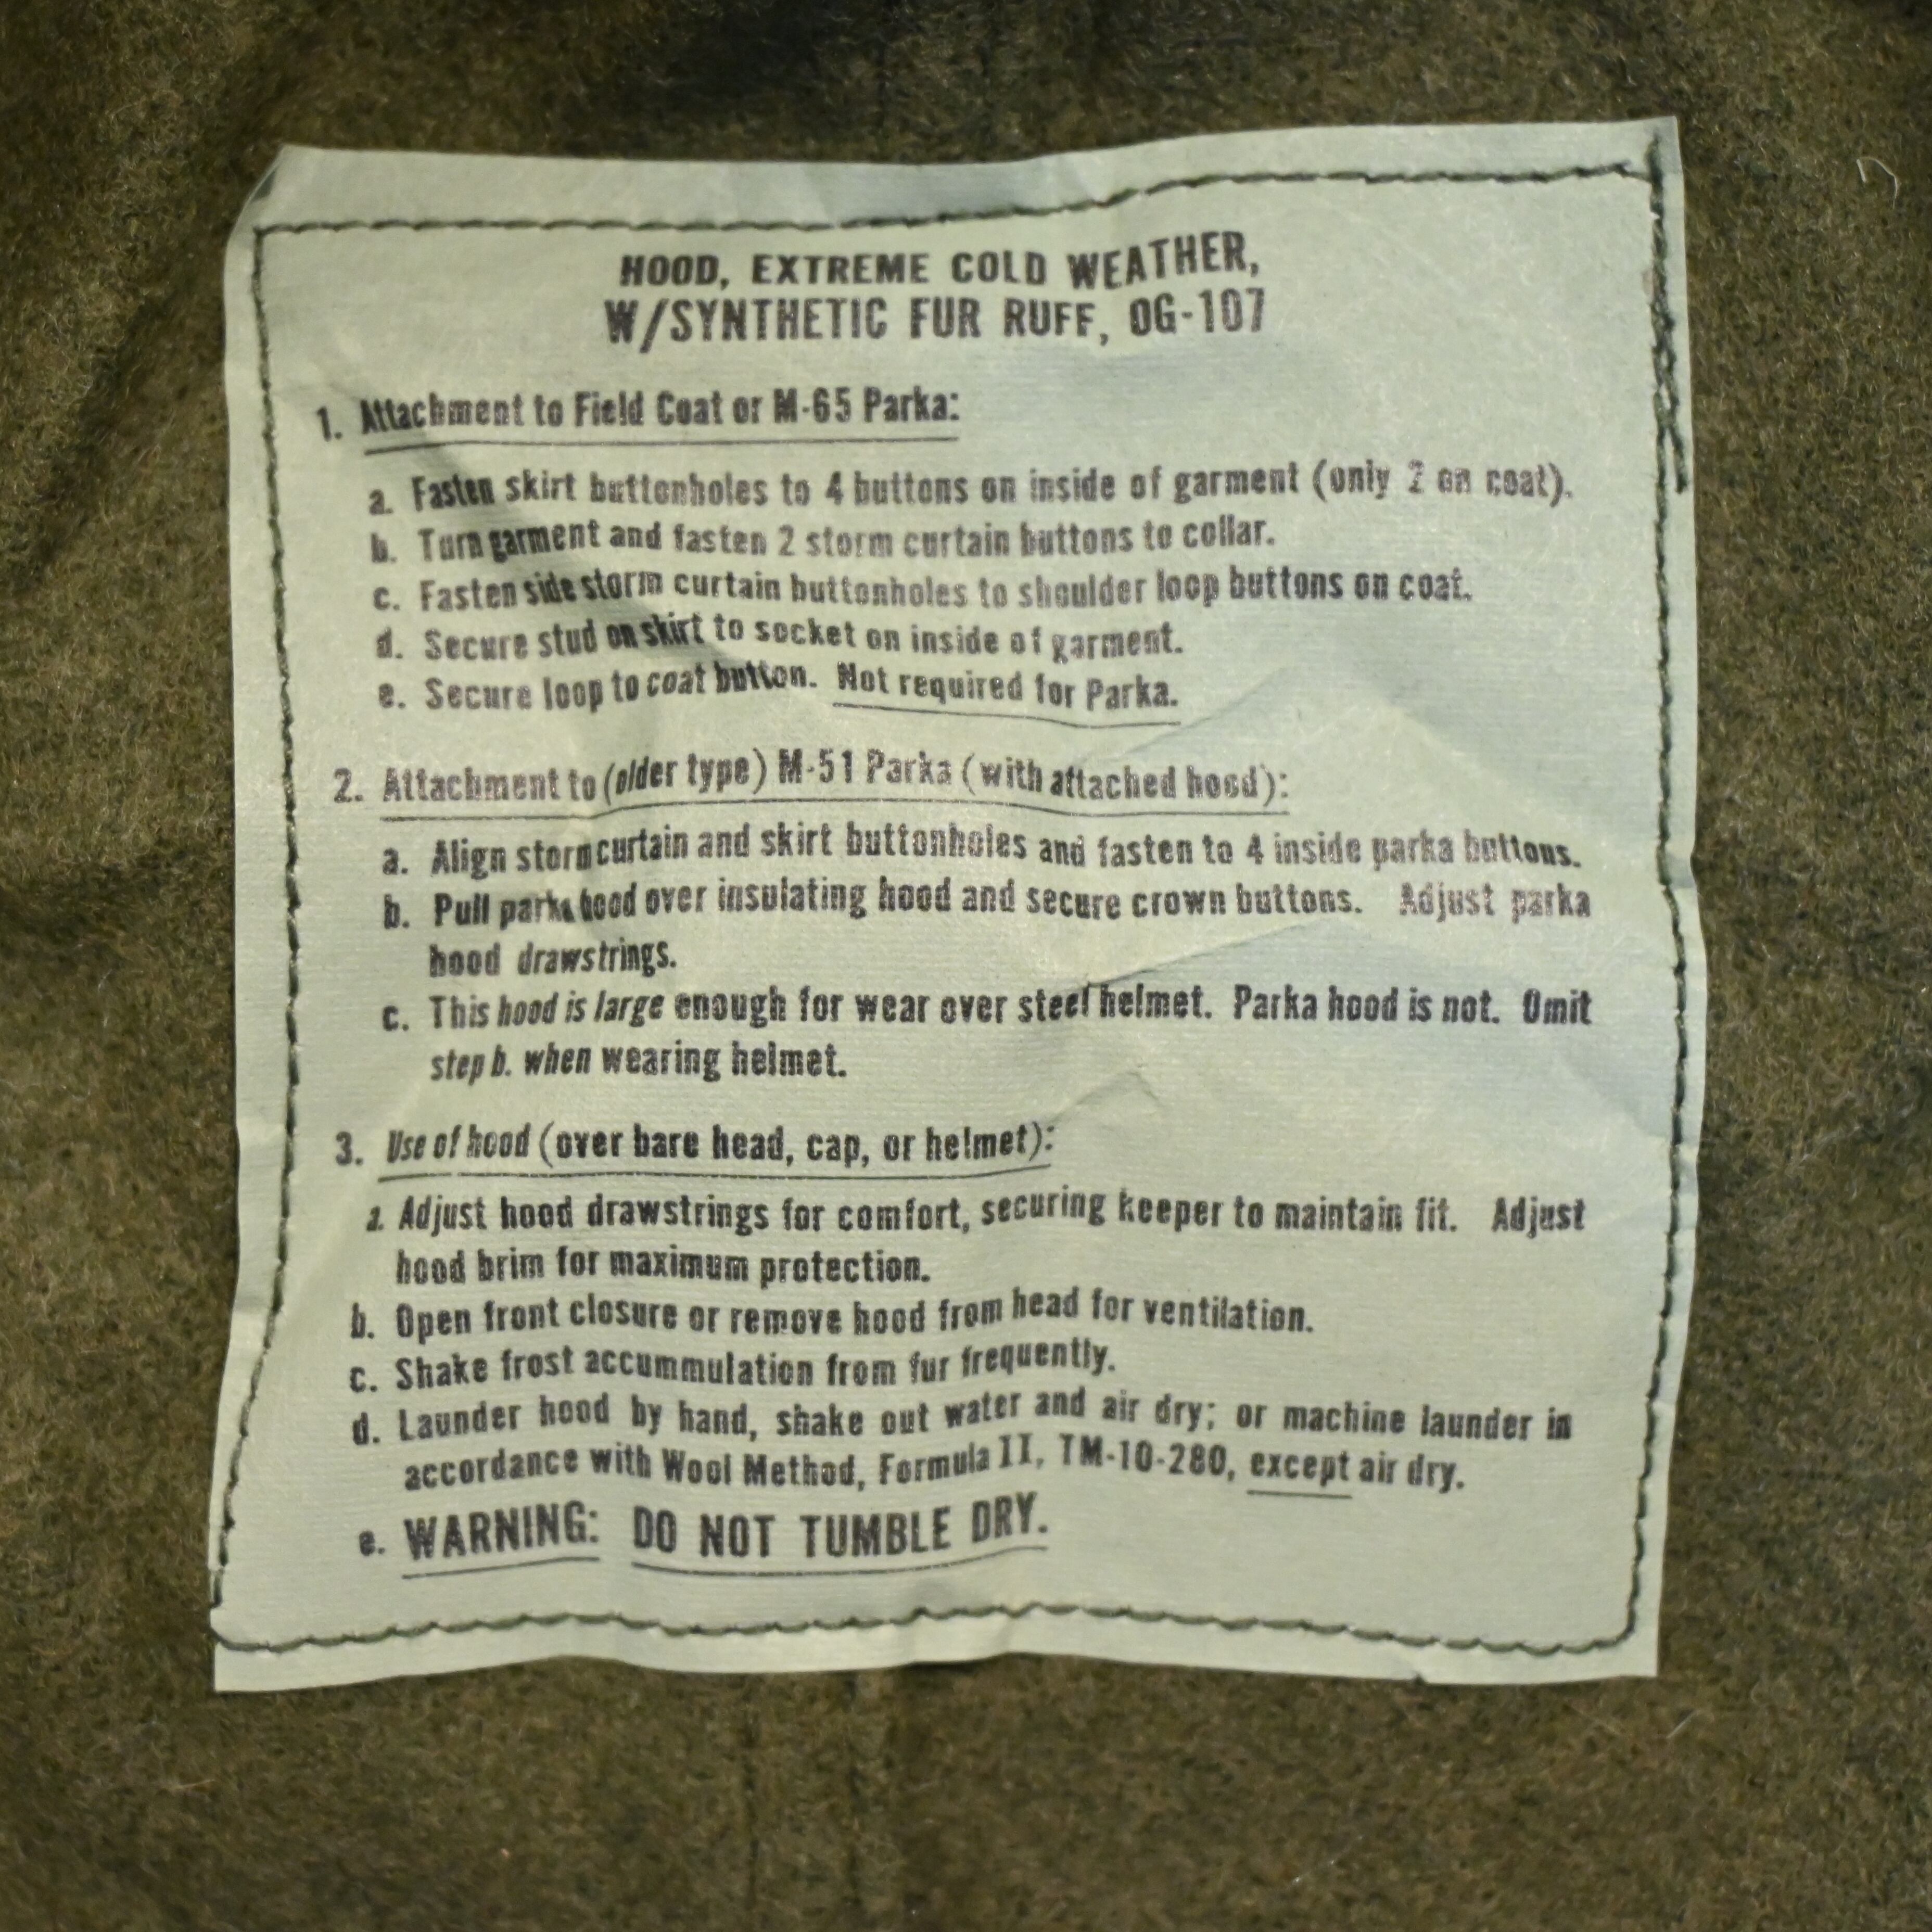 HOOD, EXTREME COLD WEATHER,
W/SYNTHETIC FUR RUFF, OG-107
1. Attachment to Field Coat or M-65 Parka:
a. Fasten skirt buttonholes to 4 buttons on inside of garment (only 2 on coat).
b. Turn garment and fasten 2 storm curtain buttons to collar.
c. Fasten side storm curtain buttonholes to shoulder loop buttons on coat.
d. Secure stud on skirt to socket on inside of garment.
e. Secure loop to coat button. Not required for Parka.
2. Attachment to (older type) M-51 Parka (with attached hood):
a. Align storm curtain and skirt buttonholes and fasten to 4 inside parka buttons.
b. Pull parka hood over insulating hood and secure crown buttons. Adjust parka
hood drawstrings.
c. This hood is large enough for wear over steel helmet. Parka hood is not. Omit
step b. when wearing helmet.
3. Use of hood (over bare head, cap, or helmet):
a. Adjust hood drawstrings for comfort, securing keeper to maintain fit. Adjust
hood brim for maximum protection.
b. Open front closure or remove hood from head for ventilation.
c. Shake frost accummulation from fur frequently.
d. Launder hood by hand, shake out water and air dry; or machine launder in
accordance with Wool Method, Formula II, TM-10-280, except air dry.
e. WARNING: DO NOT TUMBLE DRY.